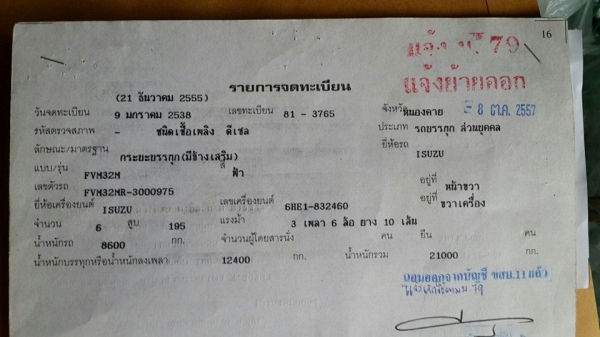 16
แจ้ง ม. 79
แจ้งย้ายออก
รายการจดทะเบียน
(21 ธันวาคม 2555)
วันจดทะเบียน 9 มกราคม 2538 เลขทะเบียน 81 - 3765 จังหวัด หนองคาย - 8 ต.ค. 2557
รหัสตรวจสภาพ - ชนิดเชื้อเพลิง ดีเซล ประเภท รถบรรทุก ส่วนบุคคล
ลักษณะ/มาตรฐาน กระบะบรรทุก(มีข้างเสริม) ยี่ห้อรถ ISUZU
แบบ/รุ่น FVM32M สี ฟ้า
เลขตัวรถ FVM32MR-3000975 อยู่ที่ หน้าขวา
ยี่ห้อเครื่องยนต์ ISUZU เลขเครื่องยนต์ 6HE1-832460 อยู่ที่ ขวาเครื่อง
จำนวน 6 สูบ 195 แรงม้า 3 เพลา 6 ล้อ ยาง 10 เส้น
น้ำหนักรถ 8600 กก. จำนวนผู้โดยสารนั่ง คน ยืน คน
น้ำหนักบรรทุกหรือน้ำหนักลงเพลา 12400 กก. น้ำหนักรวม 21000 กก.
ขสบ.11 แล้ว